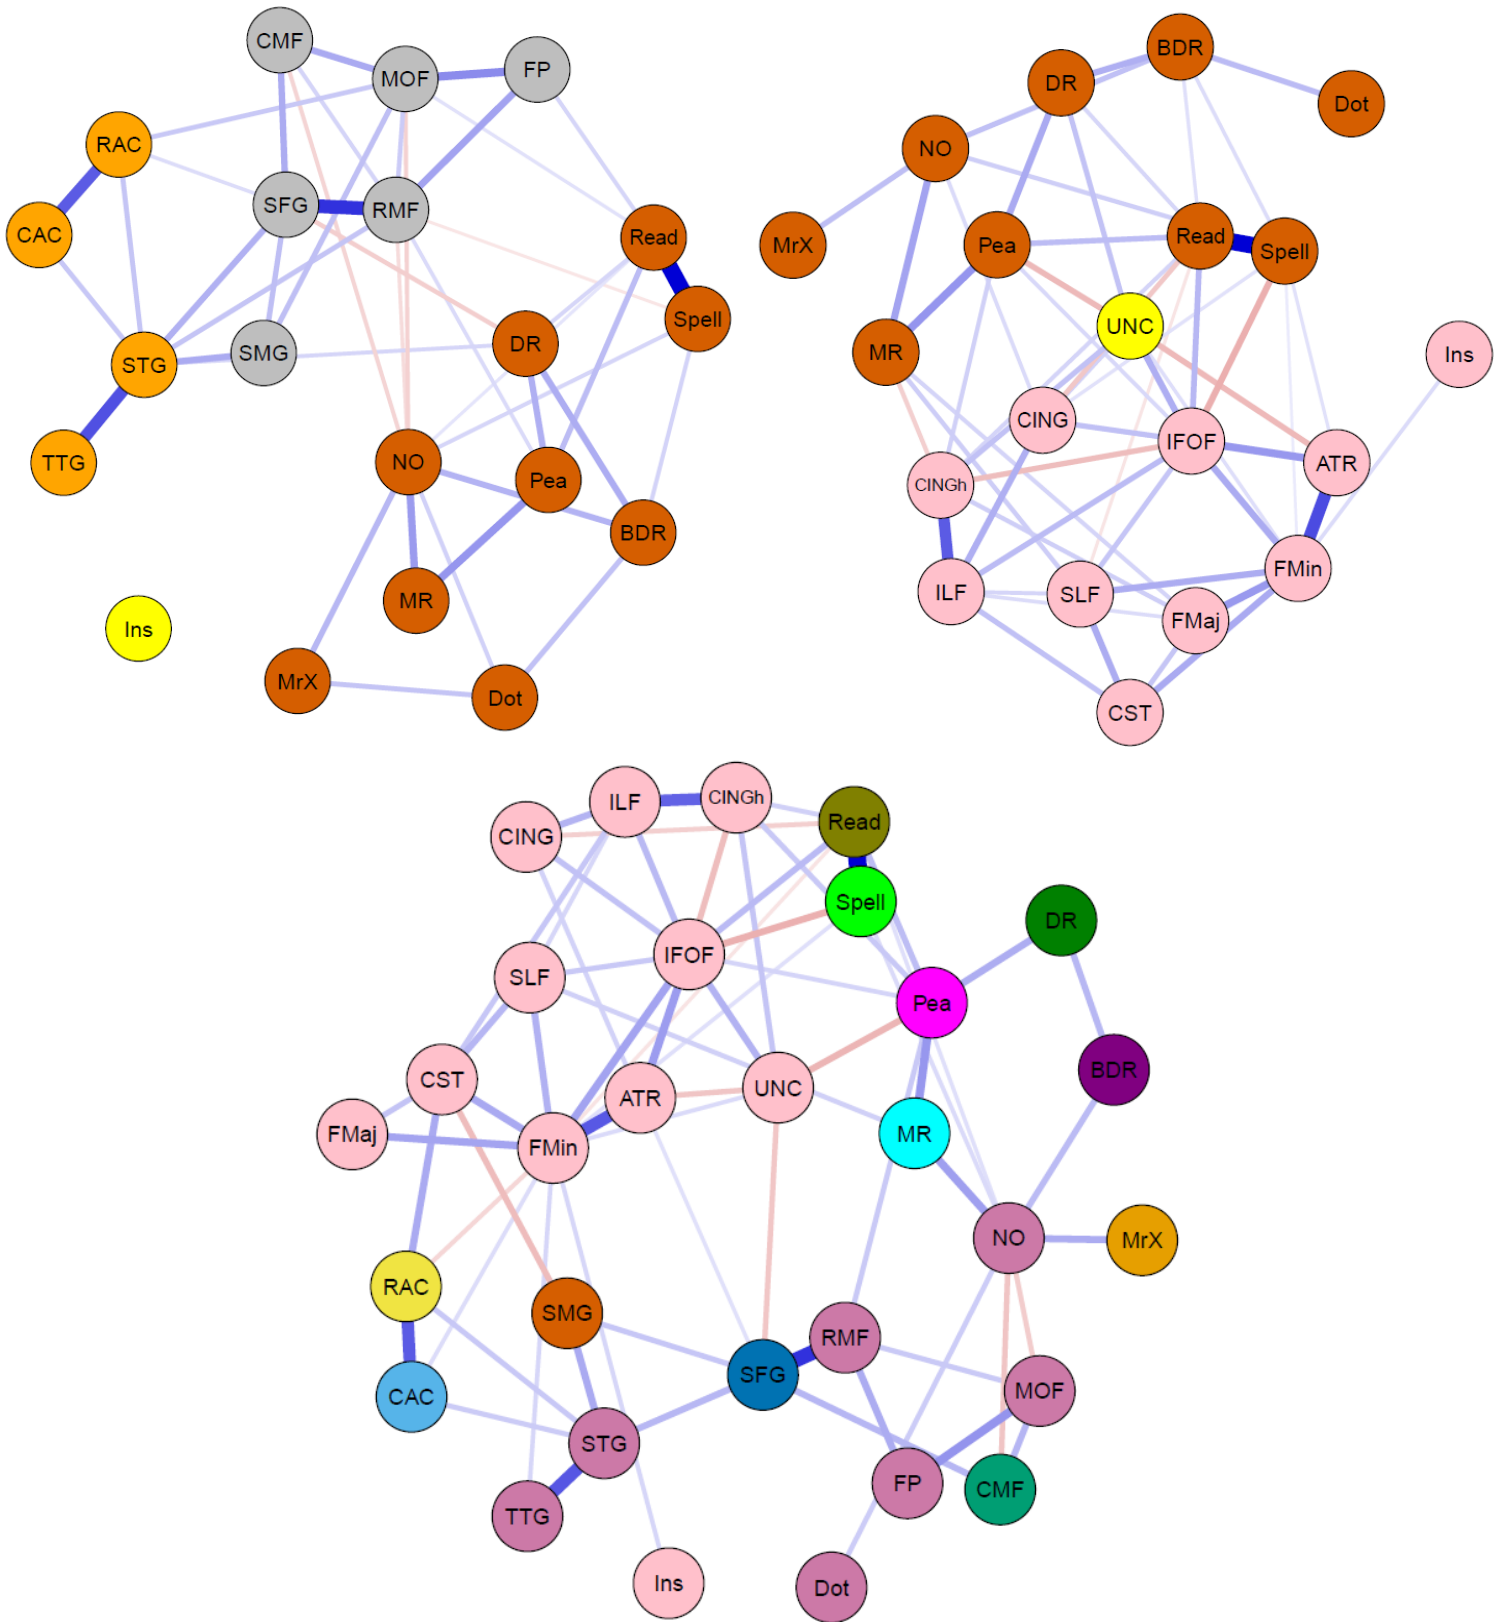 CMF
MOF
FP
RAC
CAC
SFG
RMF
Read
Spell
DR
STG
SMG
TTG
NO
Pea
BDR
MR
Ins
MrX
Dot
BDR
DR
Dot
NO
MrX
Pea
Read
Spell
UNC
MR
Ins
CING
IFOF
ATR
CINGh
ILF
SLF
FMin
FMaj
CST
ILF
CINGh
CING
Read
Spell
DR
IFOF
SLF
Pea
CST
BDR
ATR
UNC
FMaj
FMin
MR
NO
MrX
RAC
SMG
RMF
SFG
MOF
CAC
STG
FP
CMF
TTG
Ins
Dot